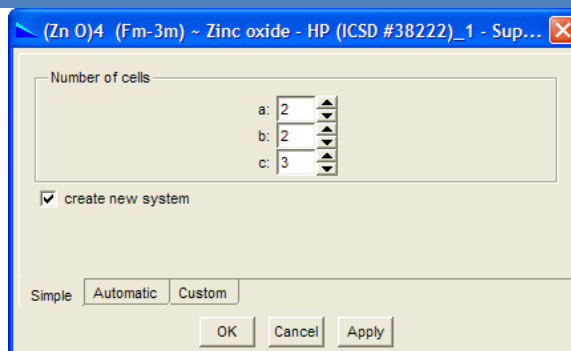 (Zn O)4 (Fm-3m) ~ Zinc oxide - HP (ICSD #38222)_1 - Sup...
Number of cells
a: 2
b: 2
c: 3
create new system
Simple Automatic Custom
OK Cancel Apply